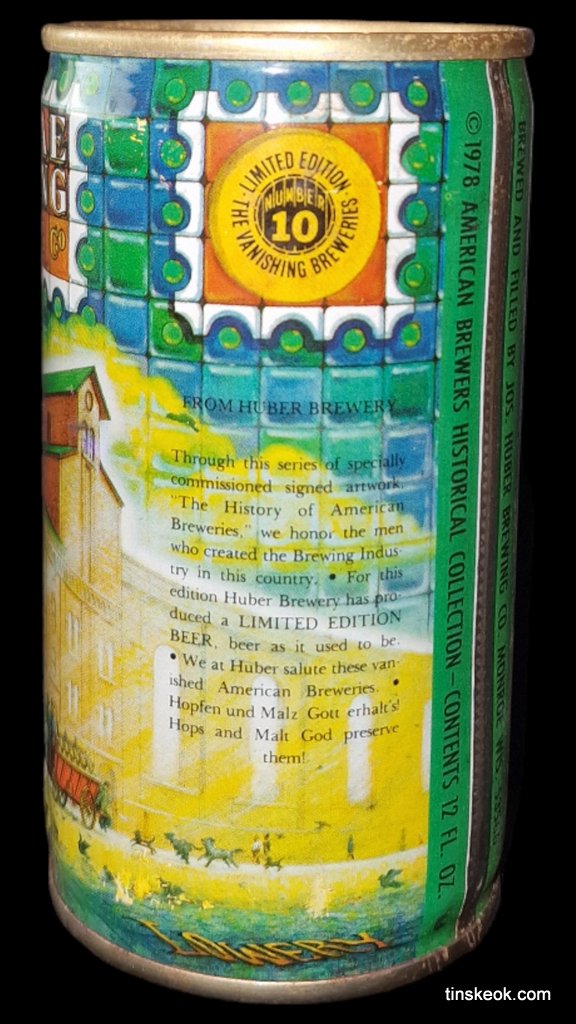 NE
NG
CO
LIMITED EDITION
NUMBER
10
THE VANISHING BREWERIES
FROM HUBER BREWERY
Through this series of specially
commissioned signed artwork,
"The History of American
Breweries," we honor the men
who created the Brewing Indus-
try in this country. • For this
edition Huber Brewery has pro-
duced a LIMITED EDITION
BEER, beer as it used to be.
• We at Huber salute these van-
ished American Breweries. •
Hopfen und Malz Gott erhalt's!
Hops and Malt God preserve
them!
LOWERY
© 1978 AMERICAN BREWERS HISTORICAL COLLECTION – CONTENTS 12 FL. OZ.
BREWED AND FILLED BY JOS. HUBER BREWING CO. MONROE, WIS.
tinskeok.com